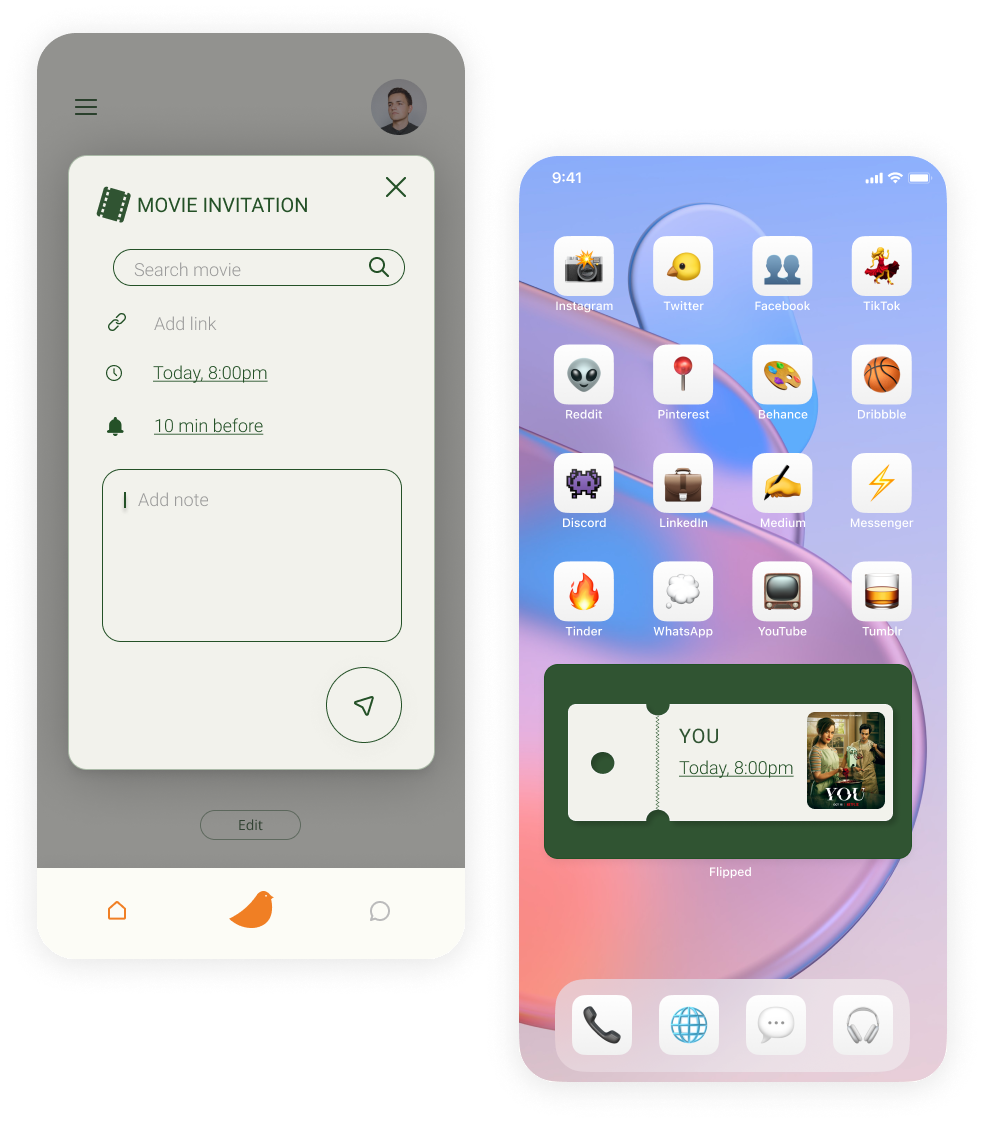 MOVIE INVITATION
Search movie
Add link
Today, 8:00pm
10 min before
Add note
Edit
9:41
Instagram Twitter Facebook TikTok
Reddit Pinterest Behance Dribbble
Discord LinkedIn Medium Messenger
Tinder WhatsApp YouTube Tumblr
YOU
Today, 8:00pm
YOU
Flipped